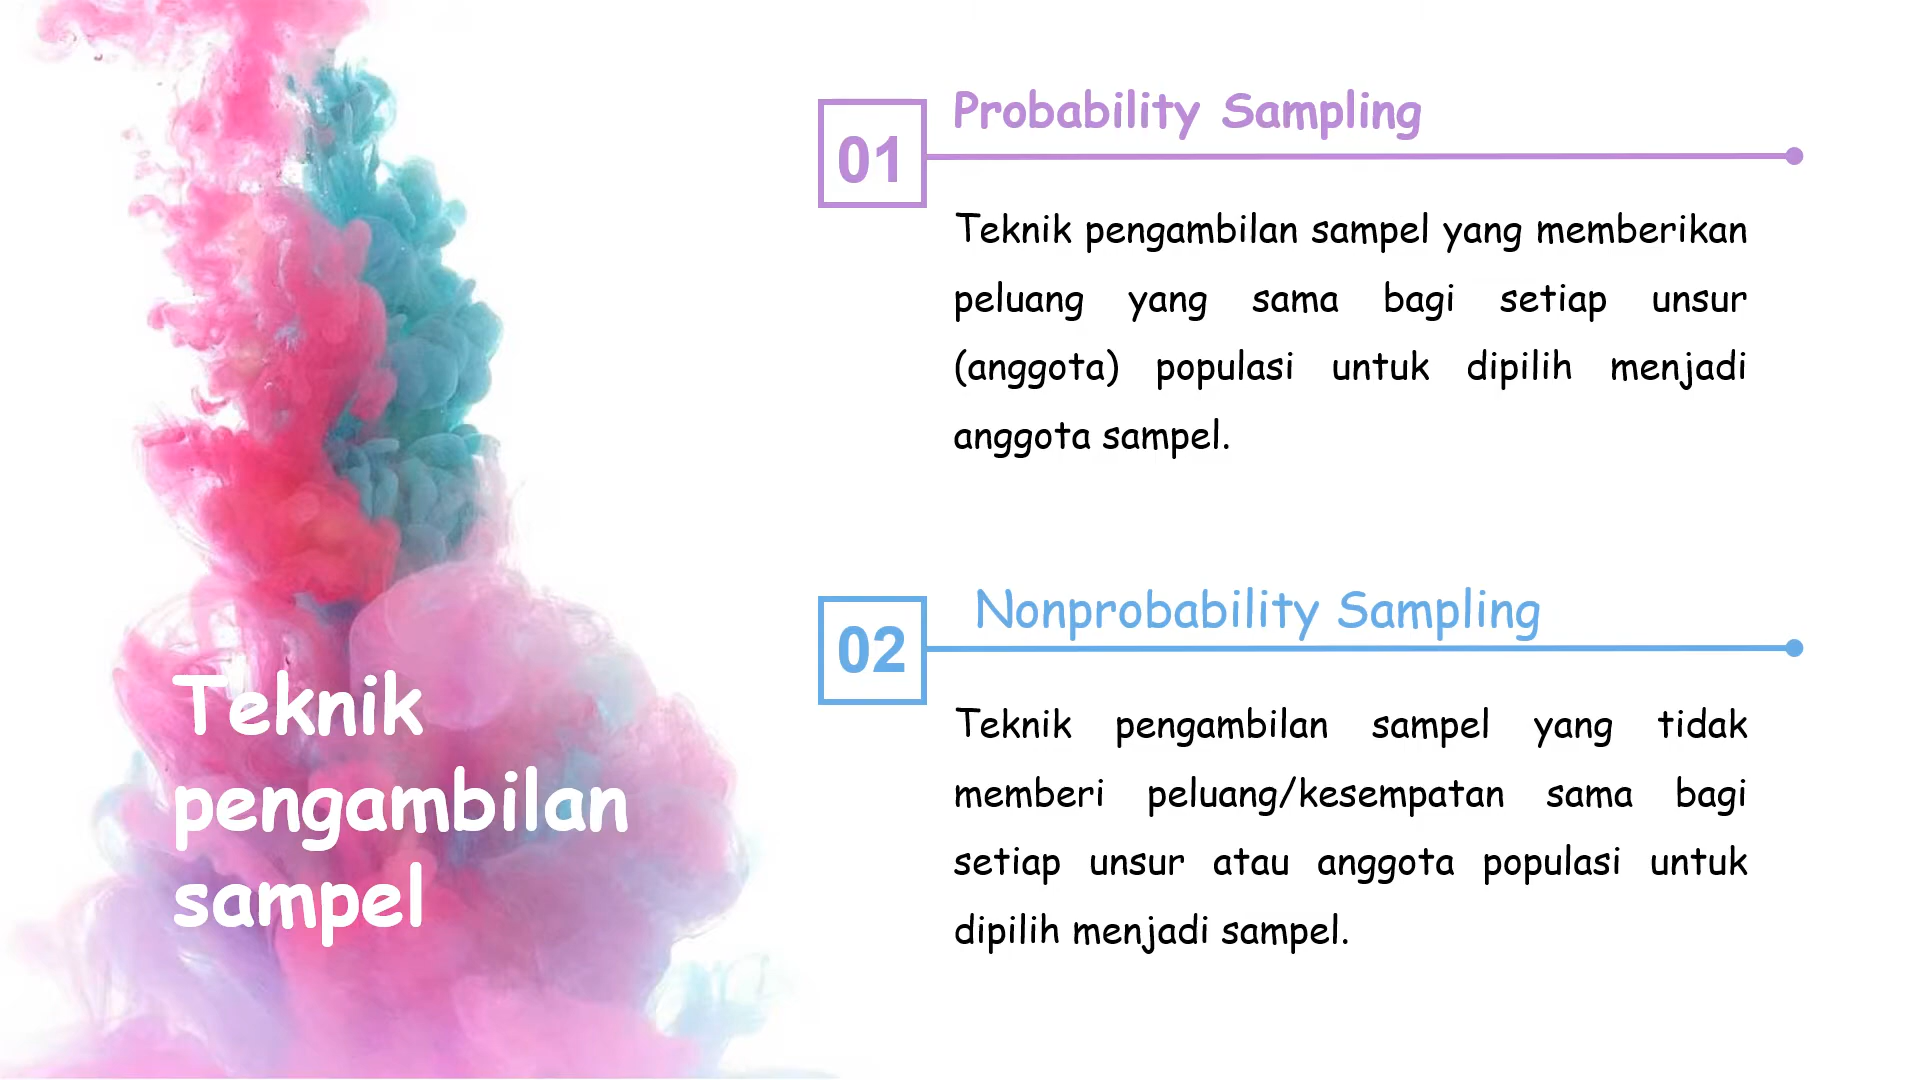 Teknik
pengambilan
sampel
01
Probability Sampling
Teknik pengambilan sampel yang memberikan
peluang yang sama bagi setiap unsur
(anggota) populasi untuk dipilih menjadi
anggota sampel.
02
Nonprobability Sampling
Teknik pengambilan sampel yang tidak
memberi peluang/kesempatan sama bagi
setiap unsur atau anggota populasi untuk
dipilih menjadi sampel.